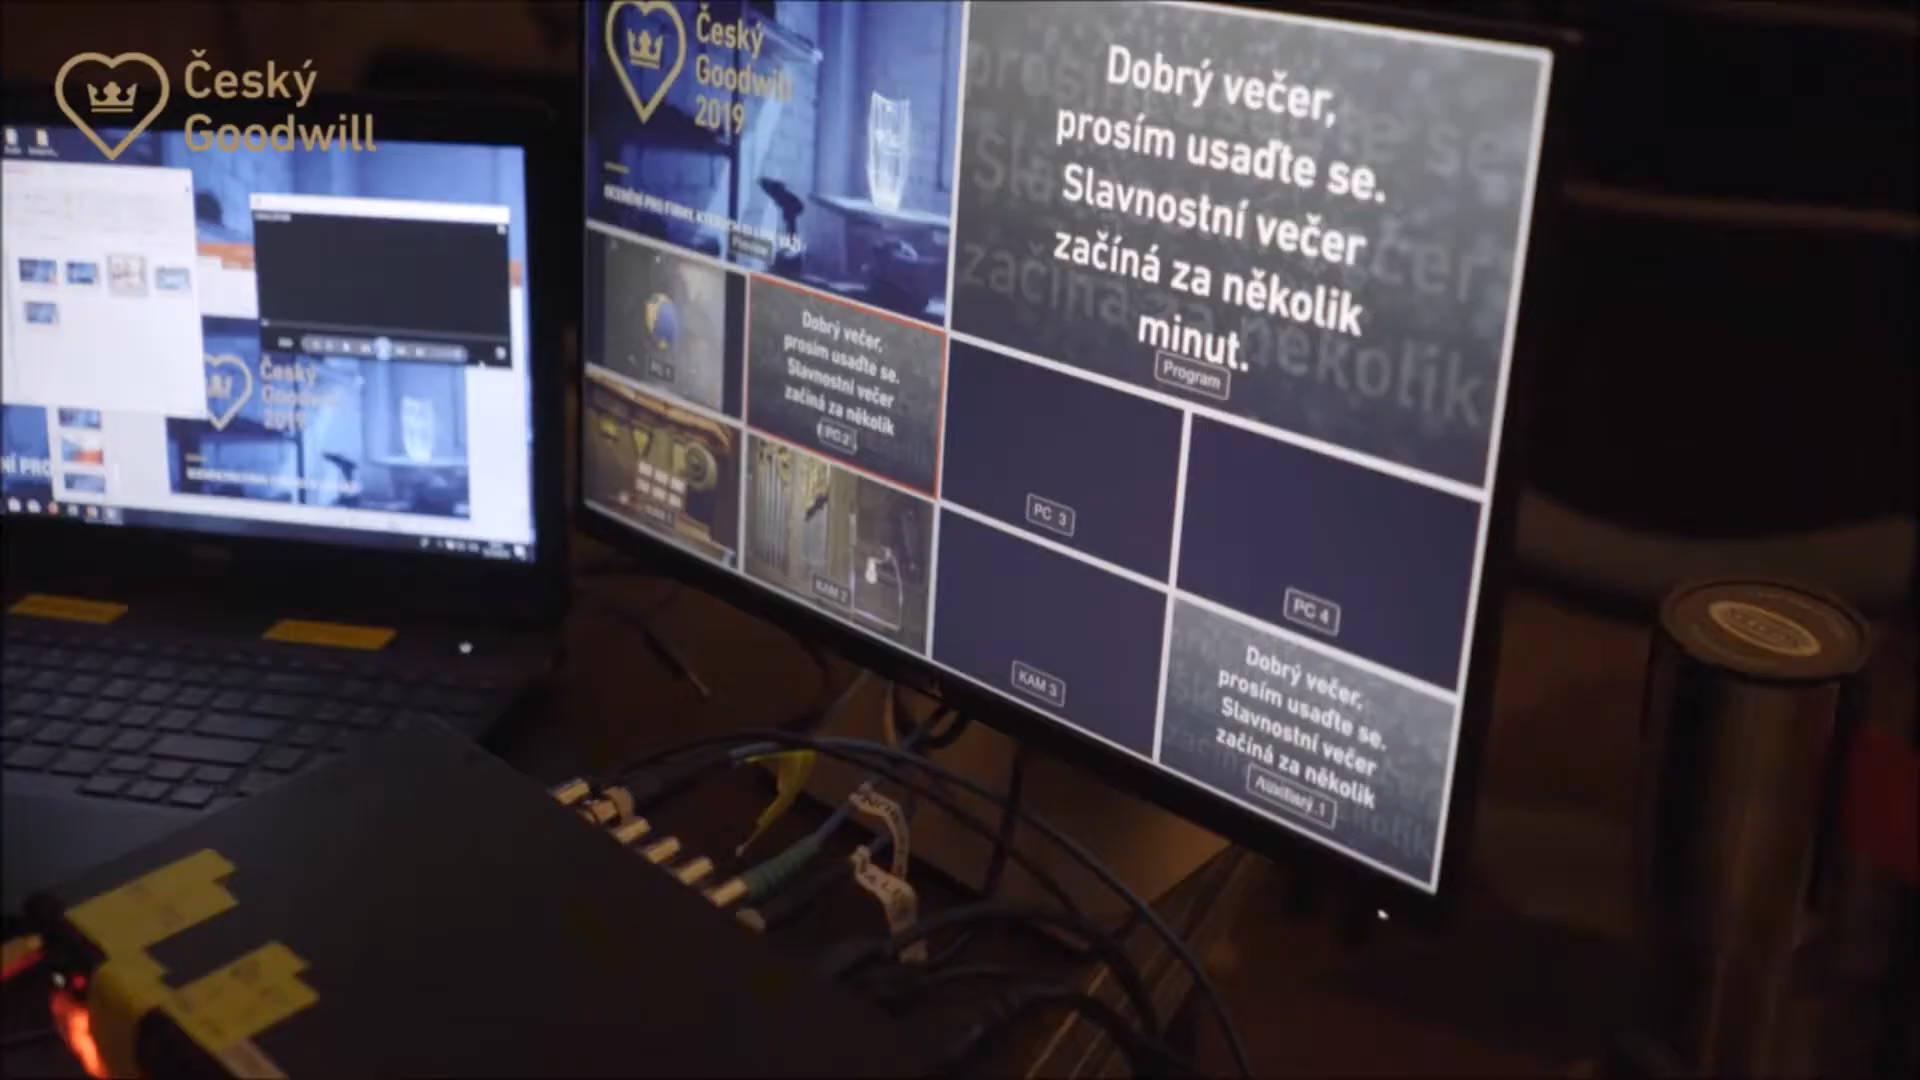 Český
Goodwill
Český
Goodwill
2019
Dobrý večer,
prosím usaďte se.
Slavnostní večer
začíná za několik
minut.
Program
PC 1
Dobrý večer,
prosím usaďte se.
Slavnostní večer
začíná za několik
PC 2
PC 3
PC 4
KAM 2
KAM 3
Dobrý večer,
prosím usaďte se.
Slavnostní večer
začíná za několik
Auxiliary 1
Český
Goodwill
2019